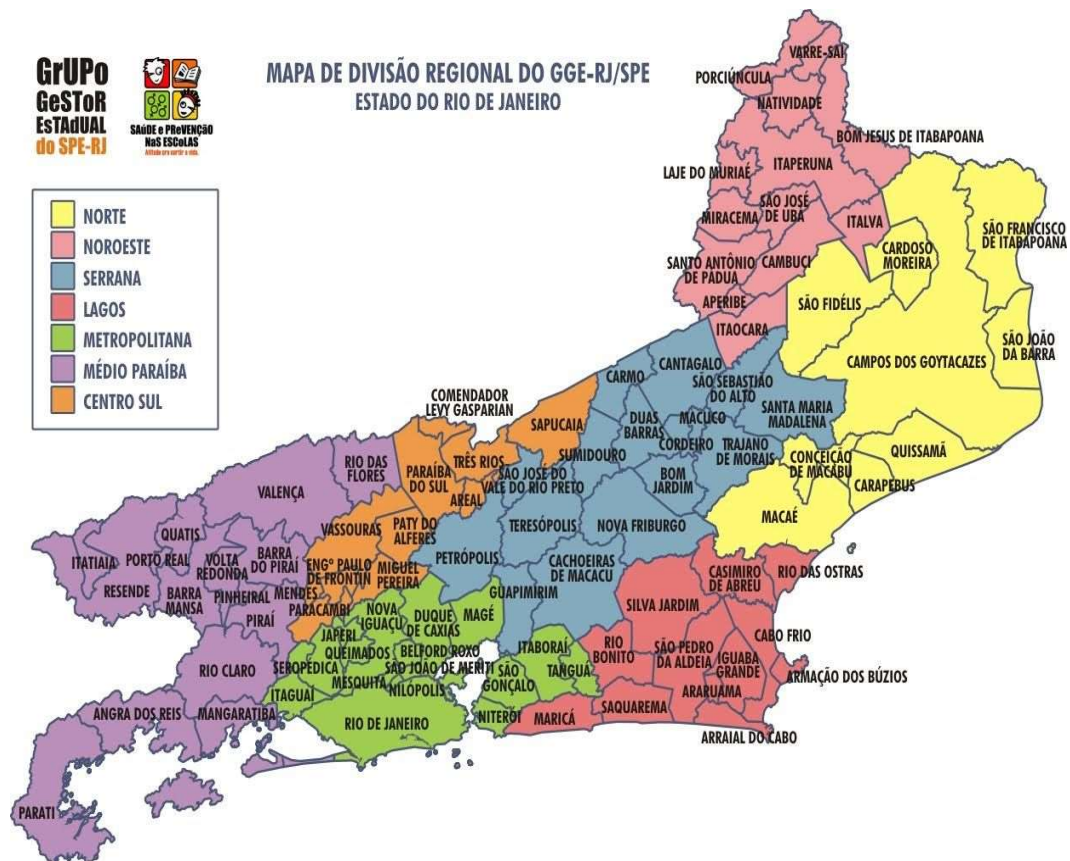 GrUPo
GeSToR
EsTAdUAL
do SPE-RJ
SAúDE e PReVENÇÃO
NaS ESCoLAS
Atitude pra curtir a vida.
MAPA DE DIVISÃO REGIONAL DO GGE-RJ/SPE
ESTADO DO RIO DE JANEIRO
NORTE
NOROESTE
SERRANA
LAGOS
METROPOLITANA
MÉDIO PARAÍBA
CENTRO SUL
VARRE-SAI
PORCIÚNCULA
NATIVIDADE
BOM JESUS DE ITABAPOANA
ITAPERUNA
LAJE DO MURIAÉ
SÃO JOSÉ
DE UBÁ
MIRACEMA
ITALVA
SÃO FRANCISCO
DE ITABAPOANA
CARDOSO
MOREIRA
SANTO ANTÔNIO
DE PADUA
CAMBUCI
APERIBE
SÃO FIDÉLIS
ITAOCARA
SÃO JOÃO
DA BARRA
CAMPOS DOS GOYTACAZES
CANTAGALO
CARMO
SÃO SEBASTIÃO
DO ALTO
COMENDADOR
LEVY GASPARIAN
SAPUCAIA
DUAS
BARRAS
MACUCO
CORDEIRO
SANTA MARIA
MADALENA
TRAJANO
DE MORAIS
SUMIDOURO
CONCEIÇÃO
DE MACABU
QUISSAMÃ
CARAPEBUS
RIO DAS
FLORES
PARAÍBA
DO SUL
TRÊS RIOS
SÃO JOSÉ DO
VALE DO RIO PRETO
BOM
JARDIM
AREAL
VALENÇA
MACAÉ
VASSOURAS
PATY DO
ALFERES
TERESÓPOLIS
NOVA FRIBURGO
QUATIS
ITATIAIA
PORTO REAL
VOLTA
REDONDA
BARRA
DO PIRAÍ
ENGº PAULO
DE FRONTIN
MIGUEL
PEREIRA
PETRÓPOLIS
CACHOEIRAS
DE MACACU
CASIMIRO
DE ABREU
RIO DAS OSTRAS
RESENDE
BARRA
MANSA
PINHEIRAL
MENDES
PIRAÍ
PARACAMBI
NOVA
IGUAÇU
DUQUE
DE CAXIAS
MAGÉ
GUAPIMIRIM
SILVA JARDIM
JAPERI
QUEIMADOS
BELFORD ROXO
ITABORAÍ
RIO
BONITO
SÃO PEDRO
DA ALDEIA
IGUABA
GRANDE
CABO FRIO
RIO CLARO
SEROPÉDICA
MESQUITA
SÃO JOÃO DE MERITI
NILÓPOLIS
SÃO
GONÇALO
TANGUÁ
ARMAÇÃO DOS BÚZIOS
ITAGUAÍ
ARARUAMA
SAQUAREMA
ANGRA DOS REIS
MANGARATIBA
RIO DE JANEIRO
NITERÓI
MARICÁ
ARRAIAL DO CABO
PARATI